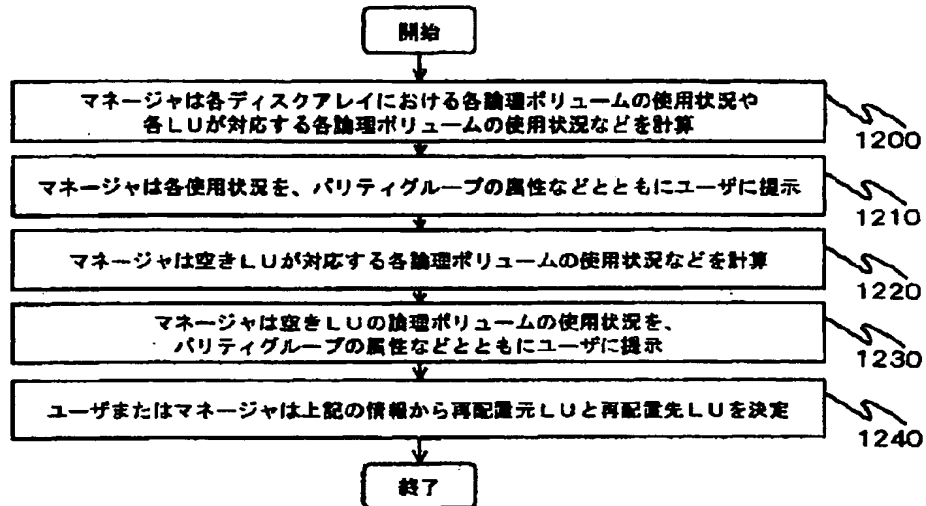 開始
マネージャは各ディスクアレイにおける各論理ボリュームの使用状況や
各LUが対応する各論理ボリュームの使用状況などを計算
1200
マネージャは各使用状況を、パリティグループの属性などとともにユーザに提示
1210
マネージャは空きLUが対応する各論理ボリュームの使用状況などを計算
1220
マネージャは空きLUの論理ボリュームの使用状況を、
パリティグループの属性などとともにユーザに提示
1230
ユーザまたはマネージャは上記の情報から再配置元LUと再配置先LUを決定
1240
終了